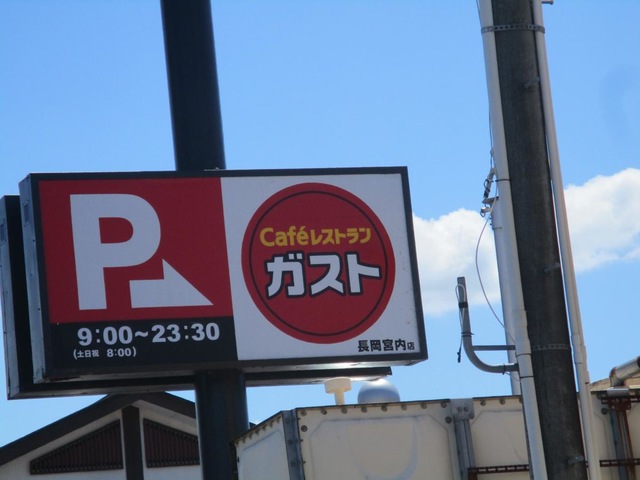 P
9:00~23:30
(土日祝 8:00)
Caféレストラン
ガスト
長岡宮内店